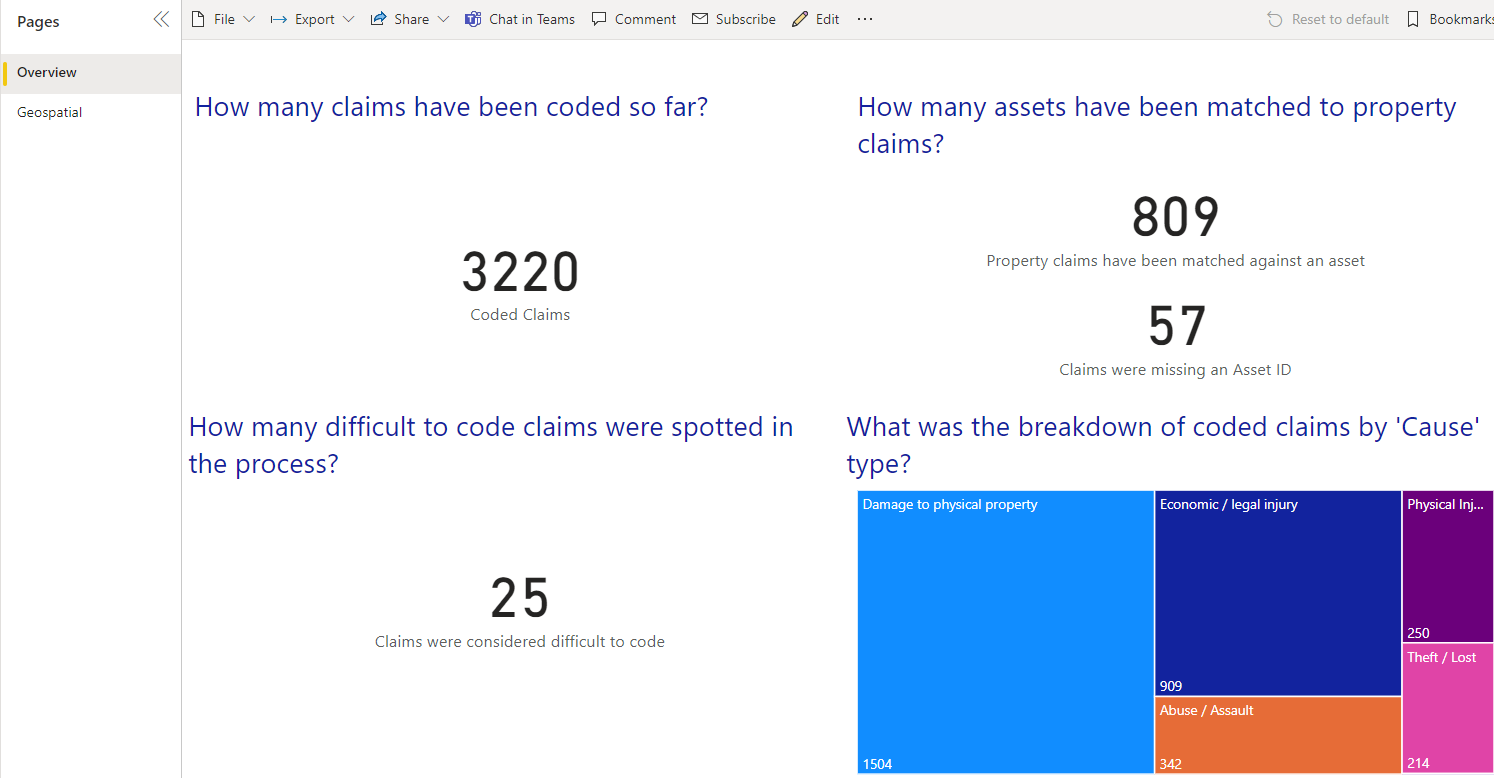 Pages
File
Export
Share
Chat in Teams
Comment
Subscribe
Edit
Reset to default
Bookmarks
Overview
Geospatial
How many claims have been coded so far?
3220
Coded Claims
How many assets have been matched to property
claims?
809
Property claims have been matched against an asset
57
Claims were missing an Asset ID
How many difficult to code claims were spotted in
the process?
25
Claims were considered difficult to code
What was the breakdown of coded claims by 'Cause'
type?
Damage to physical property
1504
Economic / legal injury
909
Abuse / Assault
342
Physical Inj...
250
Theft / Lost
214